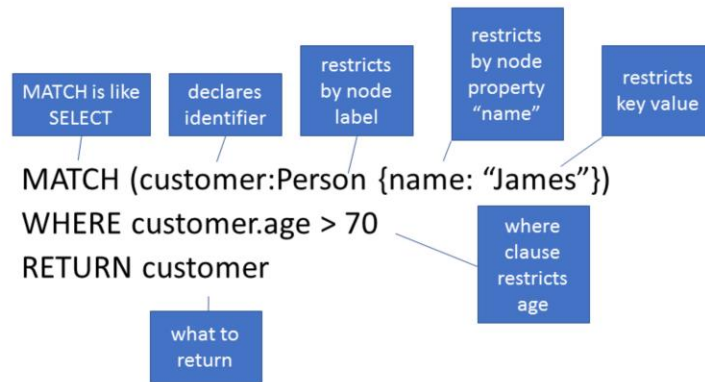 restricts
by node
property
“name”
restricts
by node
label
restricts
key value
MATCH is like
SELECT
declares
identifier
MATCH (customer:Person {name: “James”})
WHERE customer.age > 70
RETURN customer
where
clause
restricts
age
what to
return